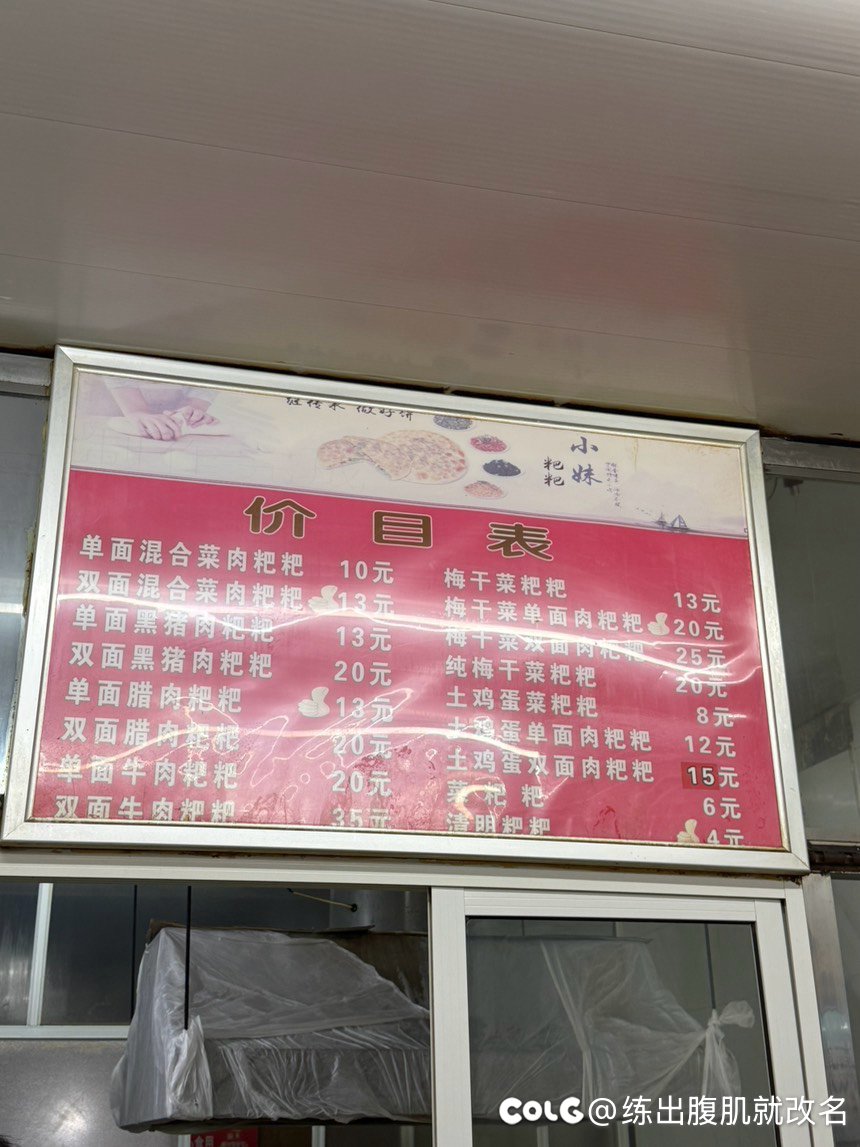 做好饼
小妹
粑粑
价目表
单面混合菜肉粑粑 10元
双面混合菜肉粑粑 13元
单面黑猪肉粑粑 13元
双面黑猪肉粑粑 20元
单面腊肉粑粑 13元
双面腊肉粑粑 20元
单面牛肉粑粑 20元
双面牛肉粑粑 35元
梅干菜粑粑 13元
梅干菜单面肉粑粑 20元
梅干菜双面肉粑粑 25元
纯梅干菜粑粑 20元
土鸡蛋菜粑粑 8元
土鸡蛋单面肉粑粑 12元
土鸡蛋双面肉粑粑 15元
菜粑粑 6元
清明粑粑 4元
COLG@练出腹肌就改名